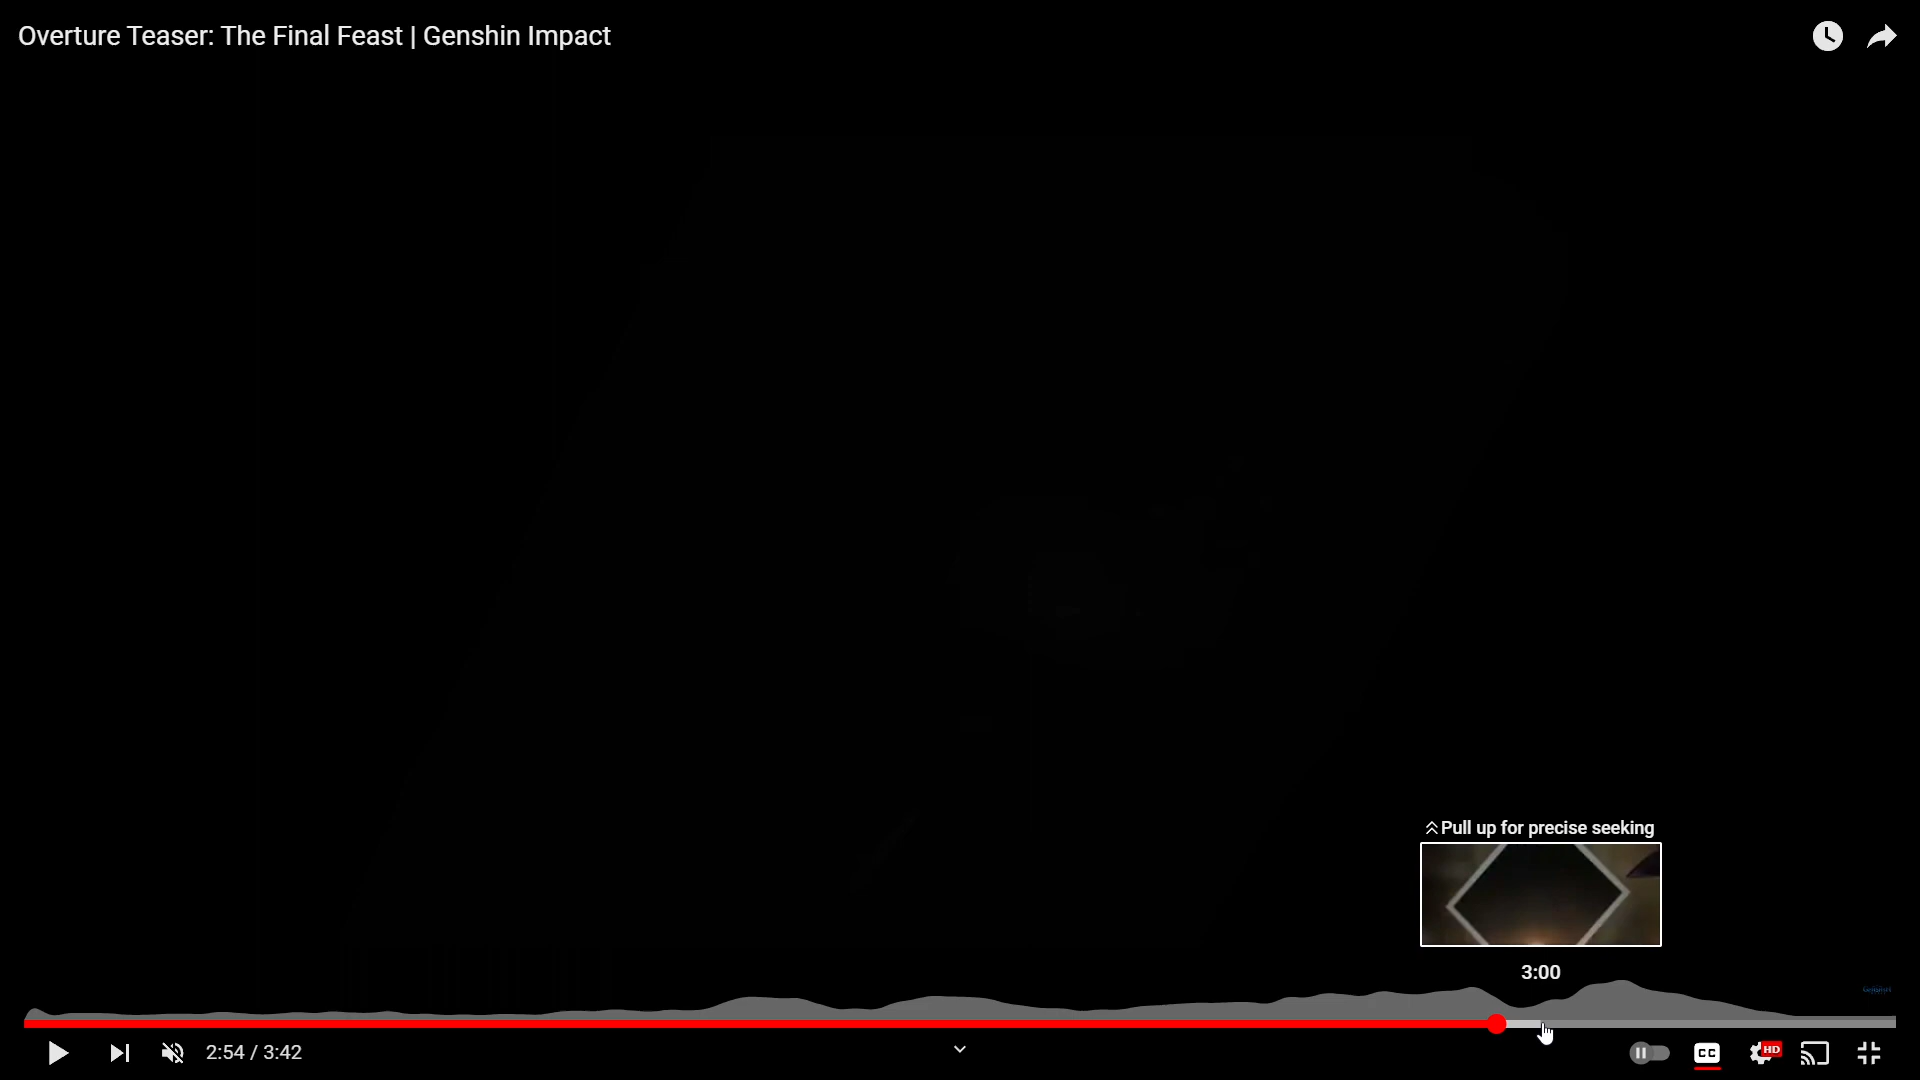 Overture Teaser: The Final Feast | Genshin Impact
Pull up for precise seeking
3:00
2:54 / 3:42
CC
HD